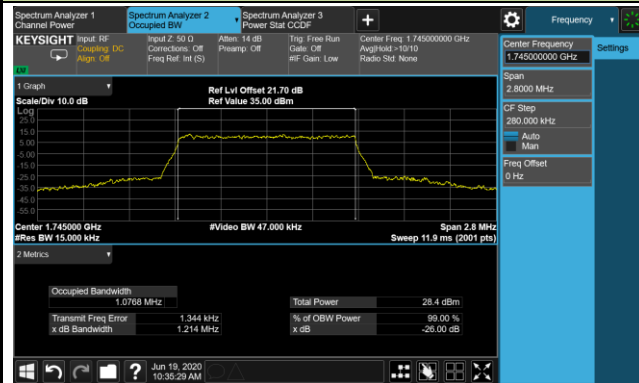 Spectrum Analyzer 1
Channel Power
Spectrum Analyzer 2
Occupied BW
Spectrum Analyzer 3
Power Stat CCDF
Frequency
KEYSIGHT
Input: RF
Coupling: DC
Align: Off
Input Z: 50 Ω
Corrections: Off
Freq Ref: Int (S)
Atten: 14 dB
Preamp: Off
Trig: Free Run
Gate: Off
#IF Gain: Low
Center Freq: 1.745000000 GHz
Avg|Hold:>10/10
Radio Std: None
Center Frequency
1.745000000 GHz
Settings
Span
2.8000 MHz
CF Step
280.000 kHz
Auto
Man
Freq Offset
0 Hz
1 Graph
Scale/Div 10.0 dB
Ref Lvl Offset 21.70 dB
Ref Value 35.00 dBm
Log
25.0
15.0
5.00
-5.00
-15.0
-25.0
-35.0
-45.0
-55.0
Center 1.745000 GHz
#Video BW 47.000 kHz
Span 2.8 MHz
#Res BW 15.000 kHz
Sweep 11.9 ms (2001 pts)
2 Metrics
Occupied Bandwidth
1.0768 MHz
Total Power 28.4 dBm
Transmit Freq Error 1.344 kHz
% of OBW Power 99.00 %
x dB Bandwidth 1.214 MHz
x dB -26.00 dB
?
Jun 19, 2020
10:35:29 AM